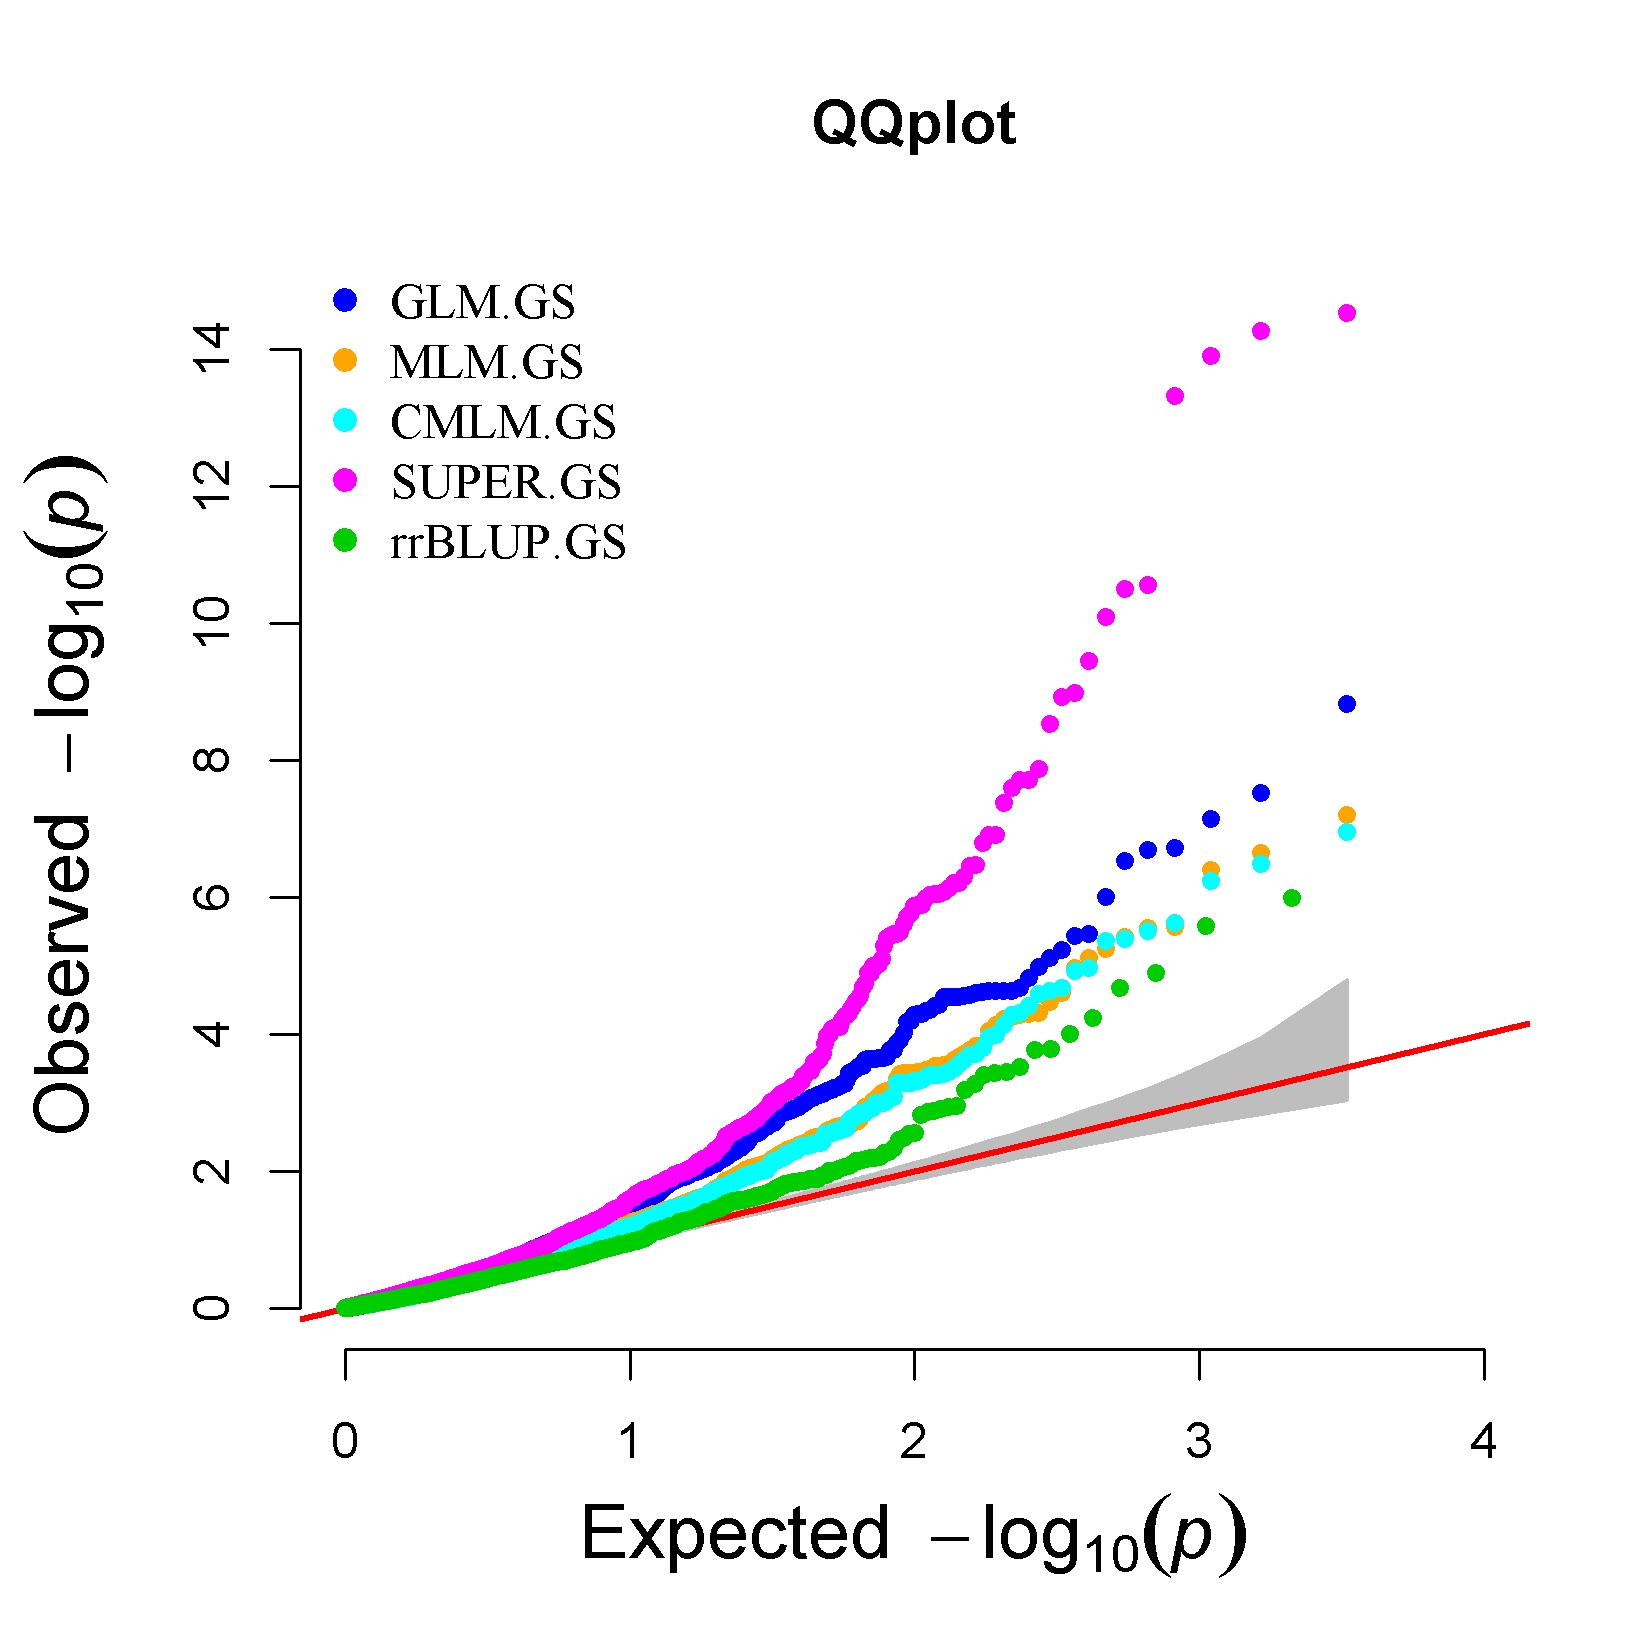 QQplot
GLM.GS
MLM.GS
CMLM.GS
SUPER.GS
rrBLUP.GS
Observed −log10(p)
14
12
10
8
6
4
2
0
0 1 2 3 4
Expected −log10(p)